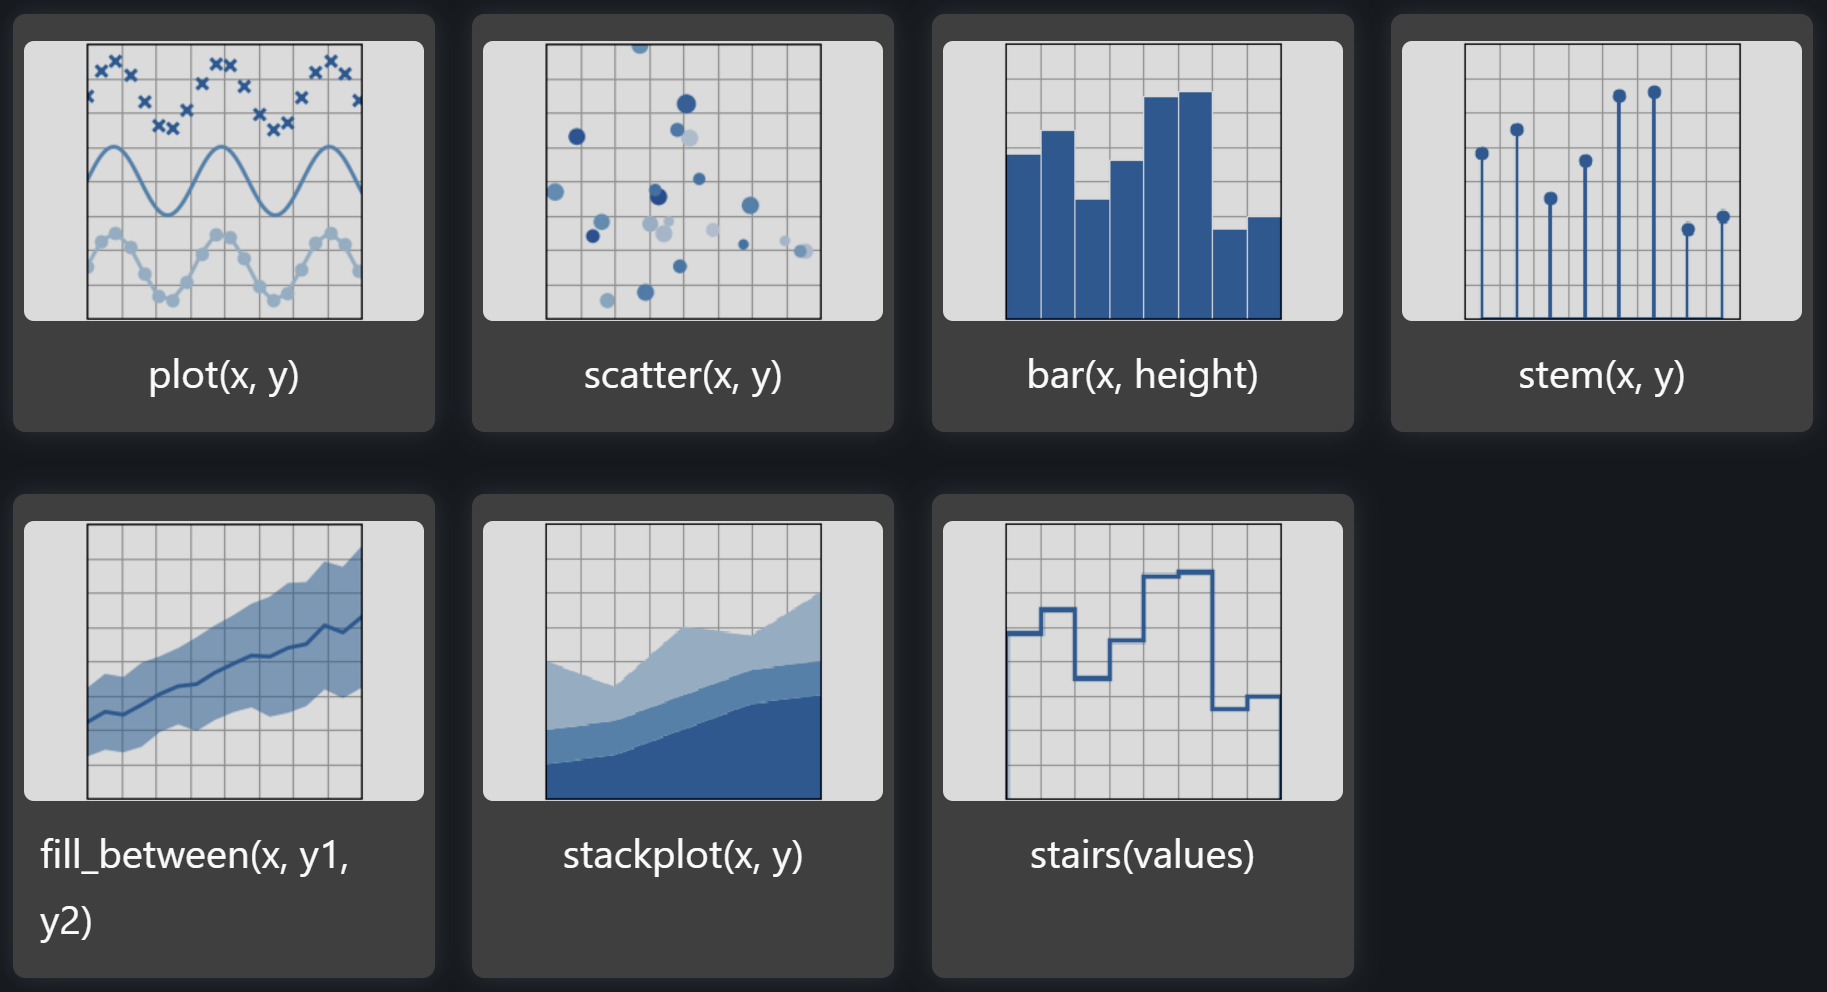 plot(x, y)
scatter(x, y)
bar(x, height)
stem(x, y)
fill_between(x, y1,
y2)
stackplot(x, y)
stairs(values)